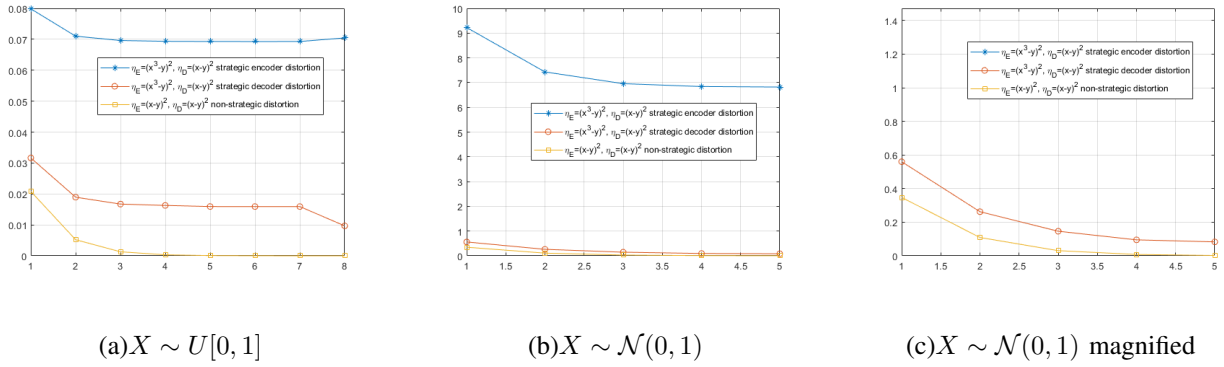 0.08
0.07
0.06
0.05
0.04
0.03
0.02
0.01
0
1 2 3 4 5 6 7 8
η_E=(x^3-y)^2, η_D=(x-y)^2 strategic encoder distortion
η_E=(x^3-y)^2, η_D=(x-y)^2 strategic decoder distortion
η_E=(x-y)^2, η_D=(x-y)^2 non-strategic distortion
(a)X ∼ U[0, 1]
10
9
8
7
6
5
4
3
2
1
0
1 1.5 2 2.5 3 3.5 4 4.5 5
η_E=(x^3-y)^2, η_D=(x-y)^2 strategic encoder distortion
η_E=(x^3-y)^2, η_D=(x-y)^2 strategic decoder distortion
η_E=(x-y)^2, η_D=(x-y)^2 non-strategic distortion
(b)X ∼ N(0, 1)
1.4
1.2
1
0.8
0.6
0.4
0.2
0
1 1.5 2 2.5 3 3.5 4 4.5 5
η_E=(x^3-y)^2, η_D=(x-y)^2 strategic encoder distortion
η_E=(x^3-y)^2, η_D=(x-y)^2 strategic decoder distortion
η_E=(x-y)^2, η_D=(x-y)^2 non-strategic distortion
(c)X ∼ N(0, 1) magnified